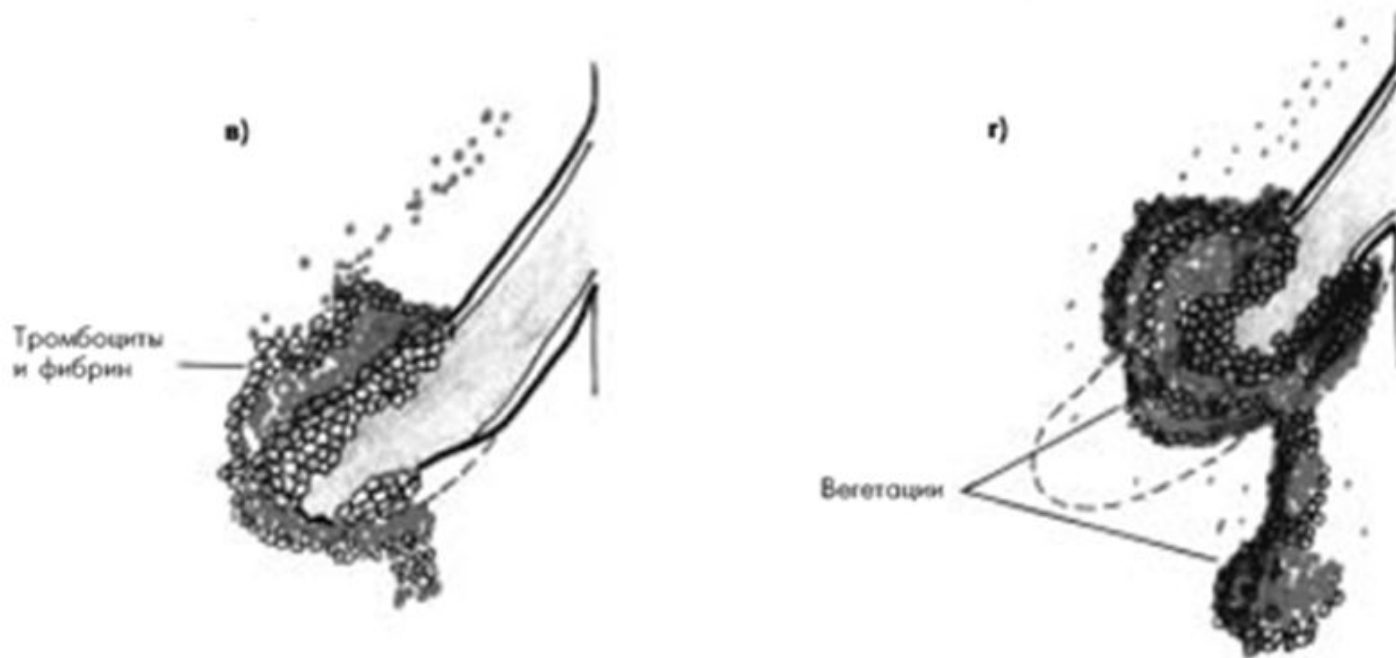 в)
г)
Тромбоциты
и фибрин
Вегетации